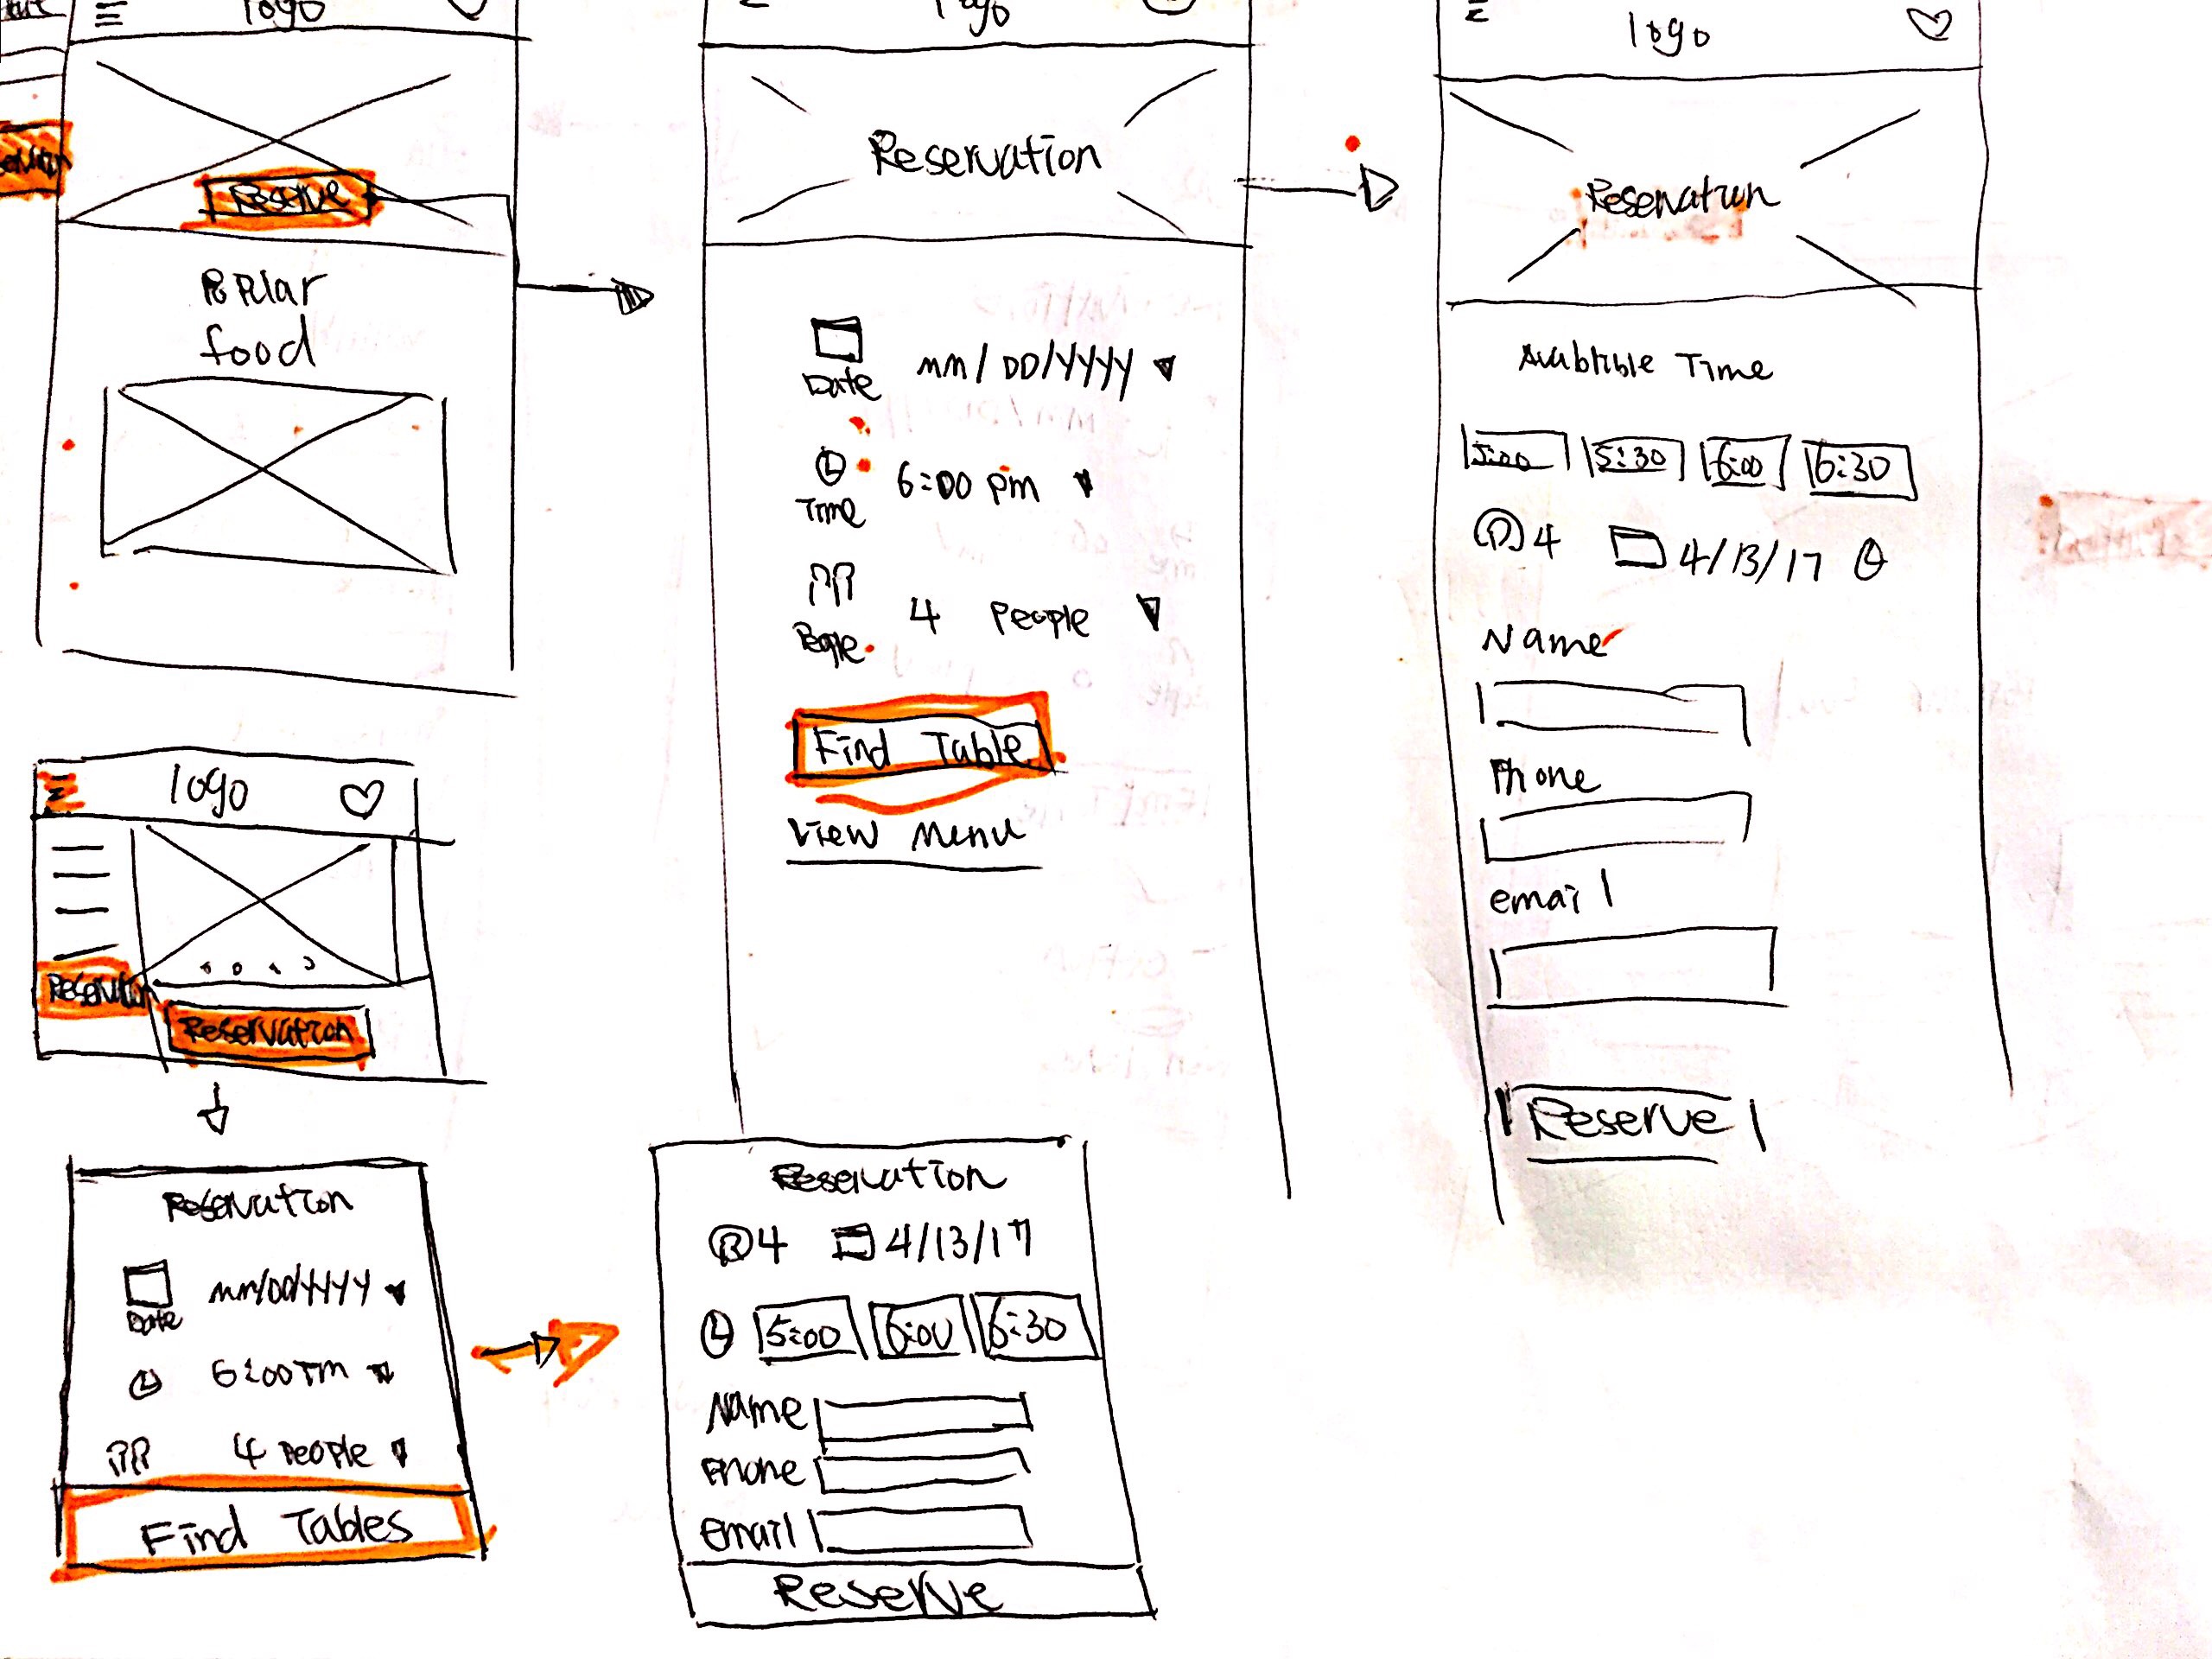 logo
Reserve
Poplar
food
logo
Reservation
Reservation
Reservation
mm/DD/YYYY
Date
6:00 Pm
4 People
Find Tables
logo
Reservation
mm/DD/YYYY
Date
6:00 pm
Time
4 People
People
Find Table
View Menu
Reservation
4 4/13/17
5:00 6:00 6:30
Name
Phone
email
Reserve
logo
Reservation
Avabtible Time
5:00 5:30 6:00 6:30
4 4/13/17
Name
Phone
email
Reserve